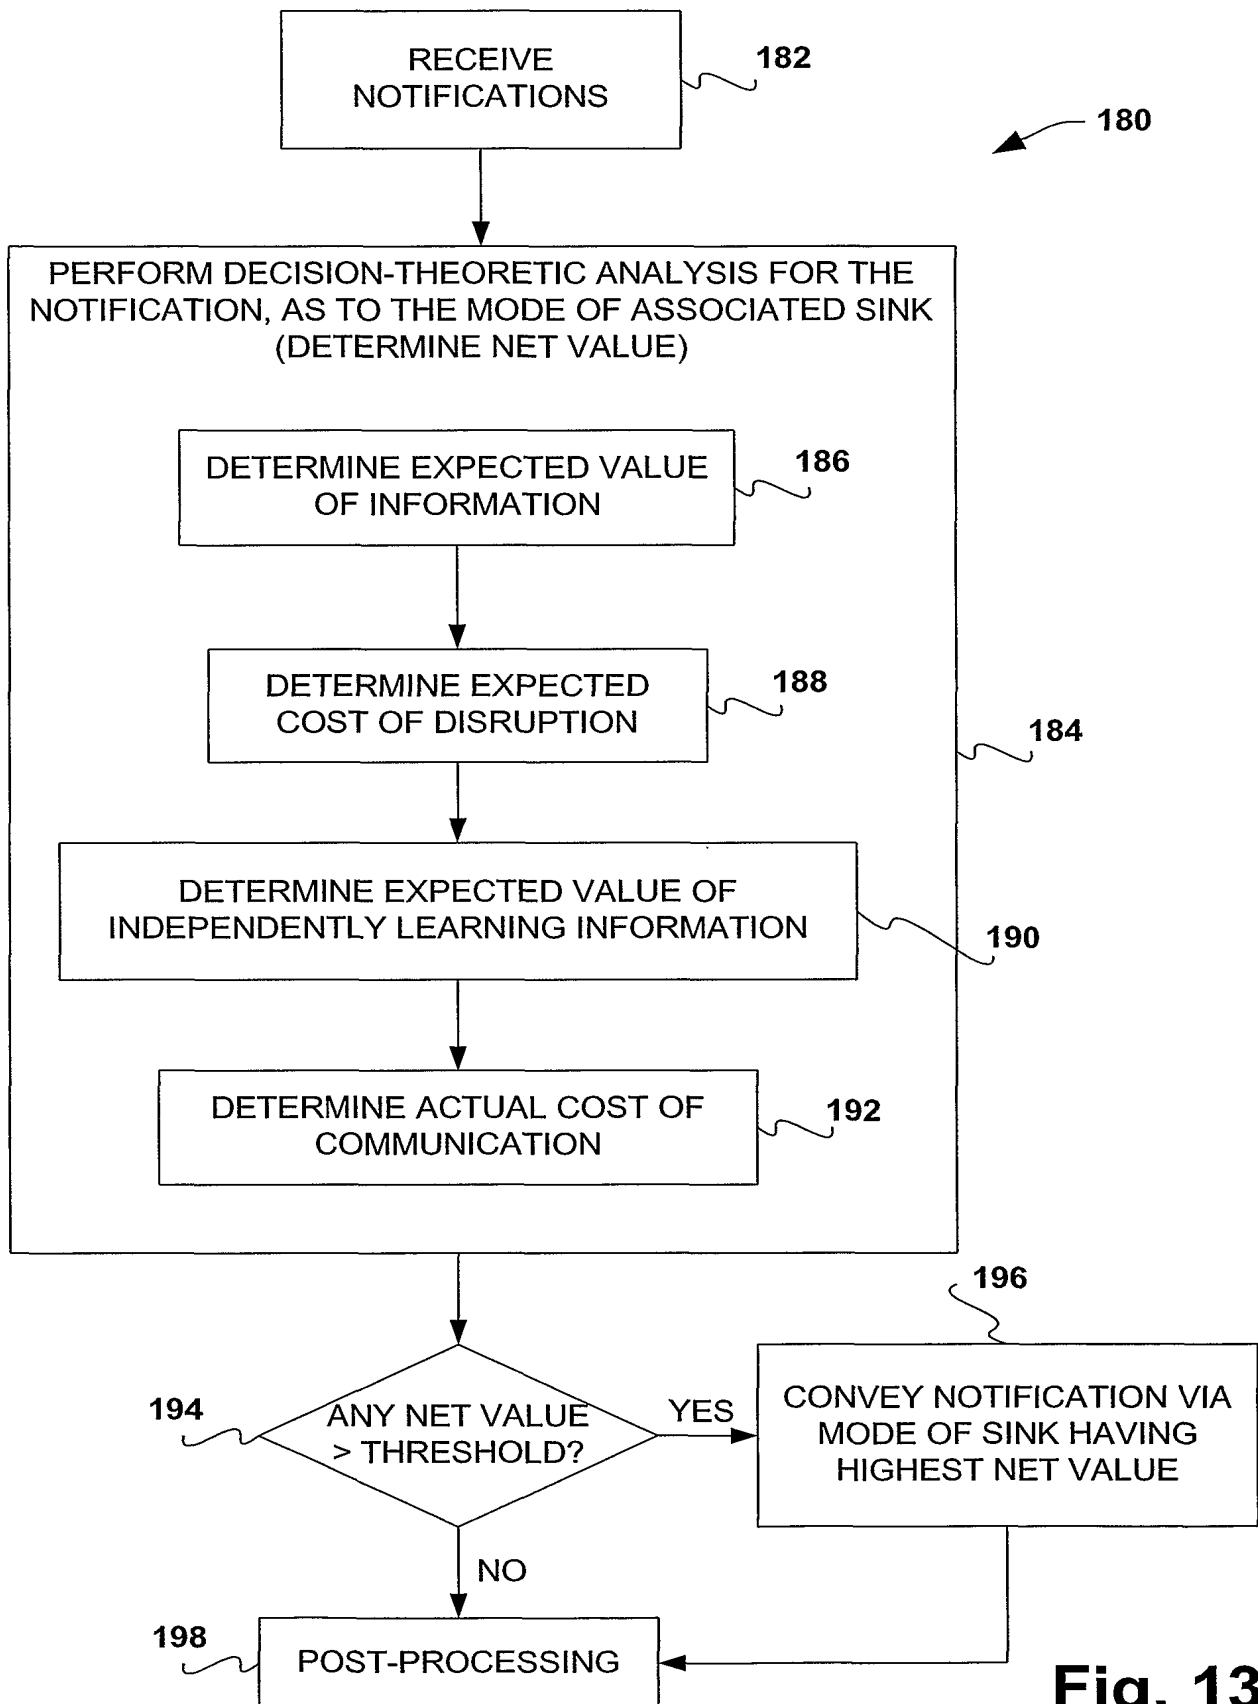 RECEIVE
NOTIFICATIONS
182
180
PERFORM DECISION-THEORETIC ANALYSIS FOR THE
NOTIFICATION, AS TO THE MODE OF ASSOCIATED SINK
(DETERMINE NET VALUE)
DETERMINE EXPECTED VALUE
OF INFORMATION
186
DETERMINE EXPECTED
COST OF DISRUPTION
188
184
DETERMINE EXPECTED VALUE OF
INDEPENDENTLY LEARNING INFORMATION
190
DETERMINE ACTUAL COST OF
COMMUNICATION
192
196
194
ANY NET VALUE
> THRESHOLD?
YES
CONVEY NOTIFICATION VIA
MODE OF SINK HAVING
HIGHEST NET VALUE
NO
198
POST-PROCESSING
Fig. 13